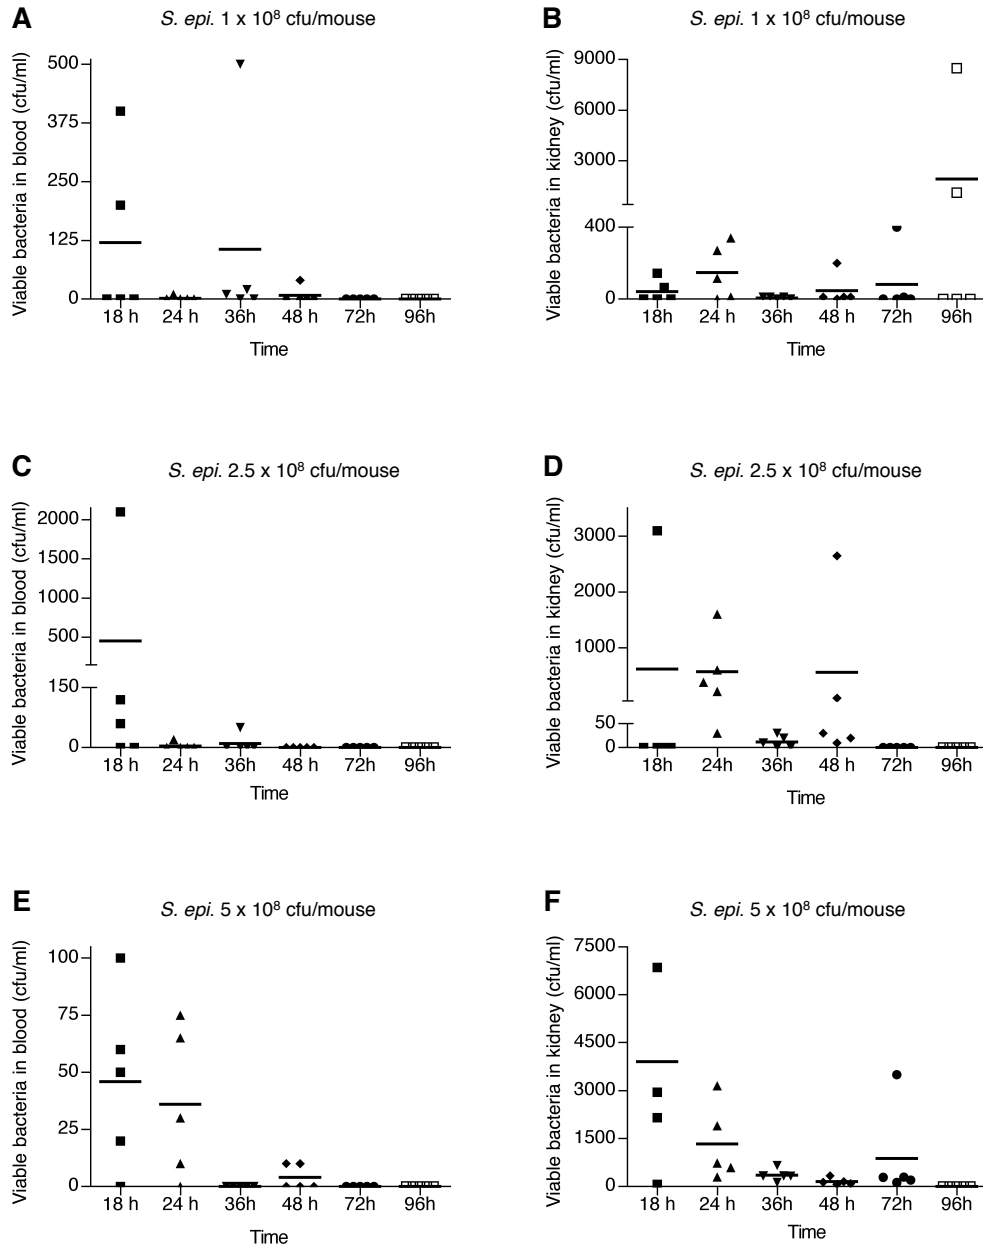 A
S. epi. 1 x 10⁸ cfu/mouse
Viable bacteria in blood (cfu/ml)
500
375
250
125
0
18 h 24 h 36h 48 h 72h 96h
Time
B
S. epi. 1 x 10⁸ cfu/mouse
Viable bacteria in kidney (cfu/ml)
9000
6000
3000
400
0
18h 24 h 36h 48 h 72h 96h
Time
C
S. epi. 2.5 x 10⁸ cfu/mouse
Viable bacteria in blood (cfu/ml)
2000
1500
1000
500
150
0
18 h 24 h 36h 48 h 72h 96h
Time
D
S. epi. 2.5 x 10⁸ cfu/mouse
Viable bacteria in kidney (cfu/ml)
3000
2000
1000
50
0
18h 24h 36h 48 h 72h 96h
Time
E
S. epi. 5 x 10⁸ cfu/mouse
Viable bacteria in blood (cfu/ml)
100
75
50
25
0
18 h 24 h 36h 48 h 72h 96h
Time
F
S. epi. 5 x 10⁸ cfu/mouse
Viable bacteria in kidney (cfu/ml)
7500
6000
4500
3000
1500
0
18 h 24 h 36h 48 h 72h 96h
Time